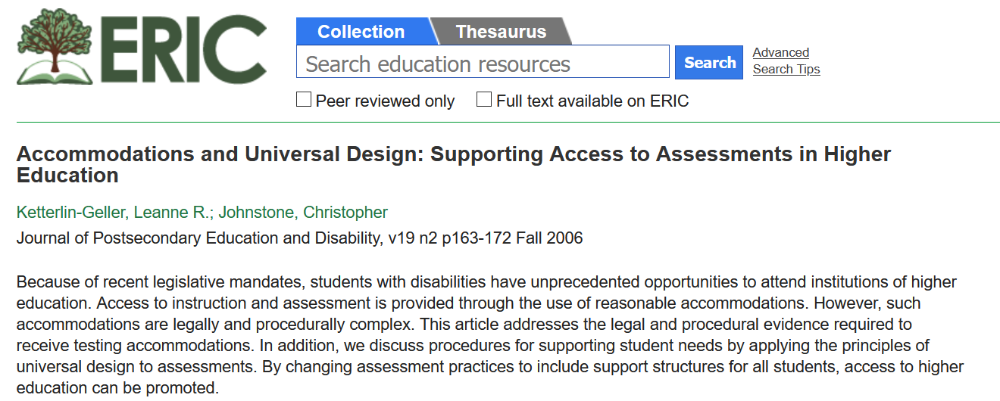 ERIC
Collection
Thesaurus
Search education resources
Search
Advanced
Search Tips
Peer reviewed only
Full text available on ERIC
Accommodations and Universal Design: Supporting Access to Assessments in Higher
Education
Ketterlin-Geller, Leanne R.; Johnstone, Christopher
Journal of Postsecondary Education and Disability, v19 n2 p163-172 Fall 2006
Because of recent legislative mandates, students with disabilities have unprecedented opportunities to attend institutions of higher
education. Access to instruction and assessment is provided through the use of reasonable accommodations. However, such
accommodations are legally and procedurally complex. This article addresses the legal and procedural evidence required to
receive testing accommodations. In addition, we discuss procedures for supporting student needs by applying the principles of
universal design to assessments. By changing assessment practices to include support structures for all students, access to higher
education can be promoted.